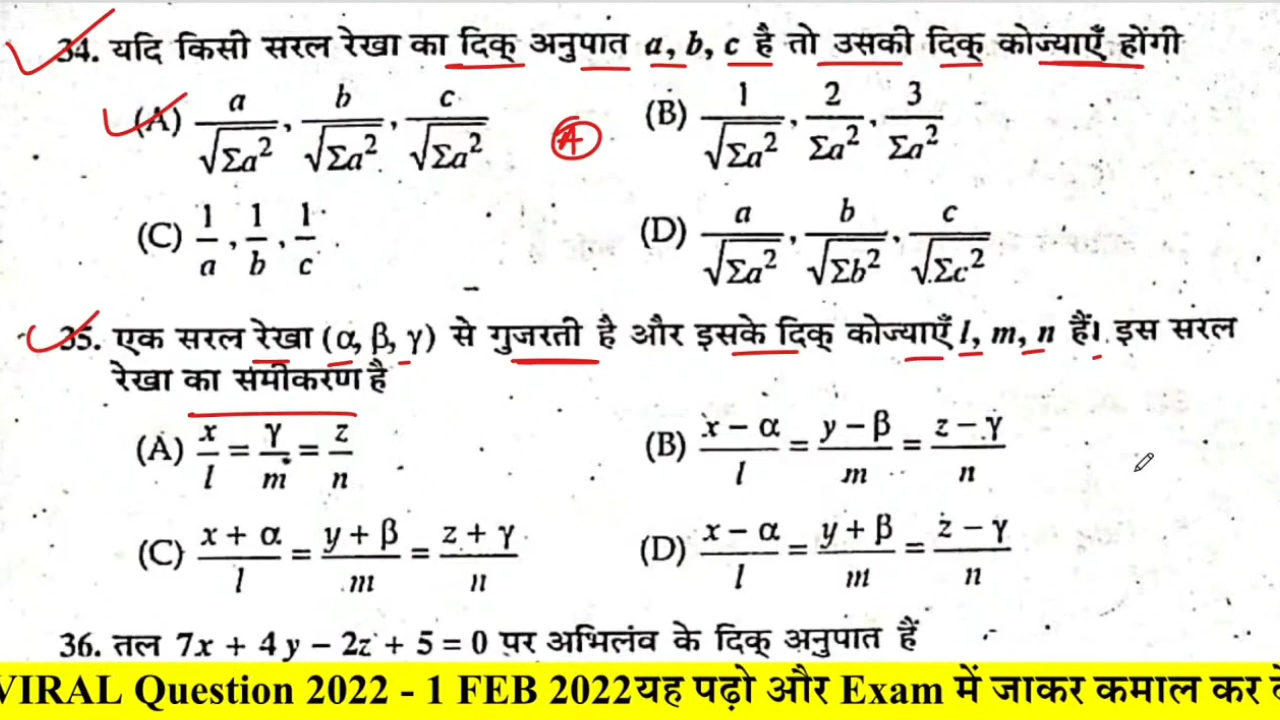 34. यदि किसी सरल रेखा का दिक् अनुपात a, b, c है तो उसकी दिक् कोज्याएँ होंगी
(A) a/√Σa², b/√Σa², c/√Σa² (B) 1/√Σa², 2/Σa², 3/Σa²
A
(C) 1/a, 1/b, 1/c (D) a/√Σa², b/√Σb², c/√Σc²
35. एक सरल रेखा (α, β, γ) से गुजरती है और इसके दिक् कोज्याएँ l, m, n हैं। इस सरल
रेखा का समीकरण है
(A) x/l = γ/m = z/n (B) x − α/l = y − β/m = z − γ/n
(C) x + α/l = y + β/m = z + γ/n (D) x − α/l = y + β/m = z − γ/n
36. तल 7x + 4y − 2z + 5 = 0 पर अभिलंव के दिक् अनुपात हैं
VIRAL Question 2022 - 1 FEB 2022यह पढ़ो और Exam में जाकर कमाल कर